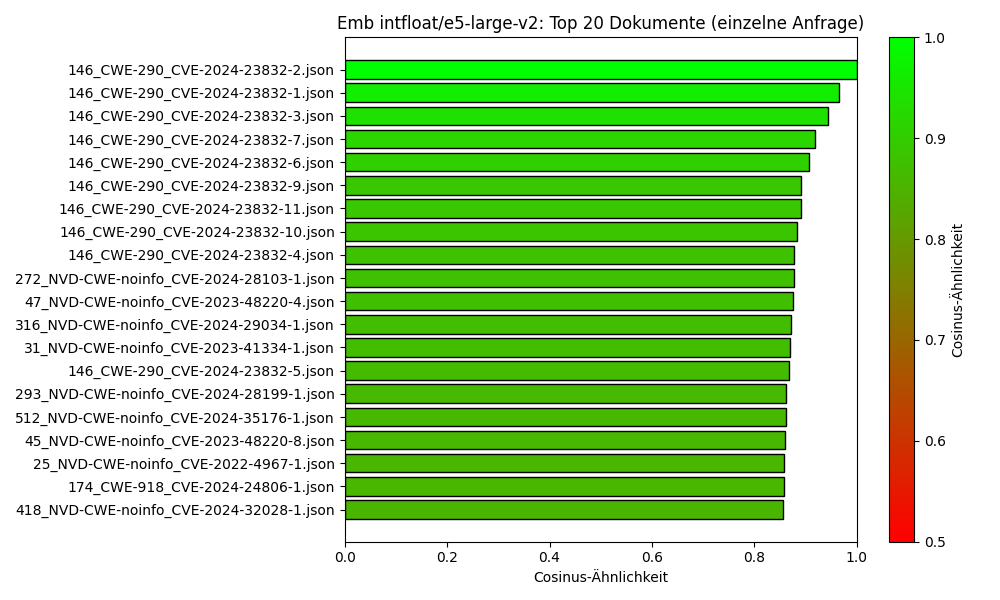 Emb intfloat/e5-large-v2: Top 20 Dokumente (einzelne Anfrage)
146_CWE-290_CVE-2024-23832-2.json
146_CWE-290_CVE-2024-23832-1.json
146_CWE-290_CVE-2024-23832-3.json
146_CWE-290_CVE-2024-23832-7.json
146_CWE-290_CVE-2024-23832-6.json
146_CWE-290_CVE-2024-23832-9.json
146_CWE-290_CVE-2024-23832-11.json
146_CWE-290_CVE-2024-23832-10.json
146_CWE-290_CVE-2024-23832-4.json
272_NVD-CWE-noinfo_CVE-2024-28103-1.json
47_NVD-CWE-noinfo_CVE-2023-48220-4.json
316_NVD-CWE-noinfo_CVE-2024-29034-1.json
31_NVD-CWE-noinfo_CVE-2023-41334-1.json
146_CWE-290_CVE-2024-23832-5.json
293_NVD-CWE-noinfo_CVE-2024-28199-1.json
512_NVD-CWE-noinfo_CVE-2024-35176-1.json
45_NVD-CWE-noinfo_CVE-2023-48220-8.json
25_NVD-CWE-noinfo_CVE-2022-4967-1.json
174_CWE-918_CVE-2024-24806-1.json
418_NVD-CWE-noinfo_CVE-2024-32028-1.json
0.0 0.2 0.4 0.6 0.8 1.0
Cosinus-Ähnlichkeit
1.0
0.9
0.8
0.7
0.6
0.5
Cosinus-Ähnlichkeit